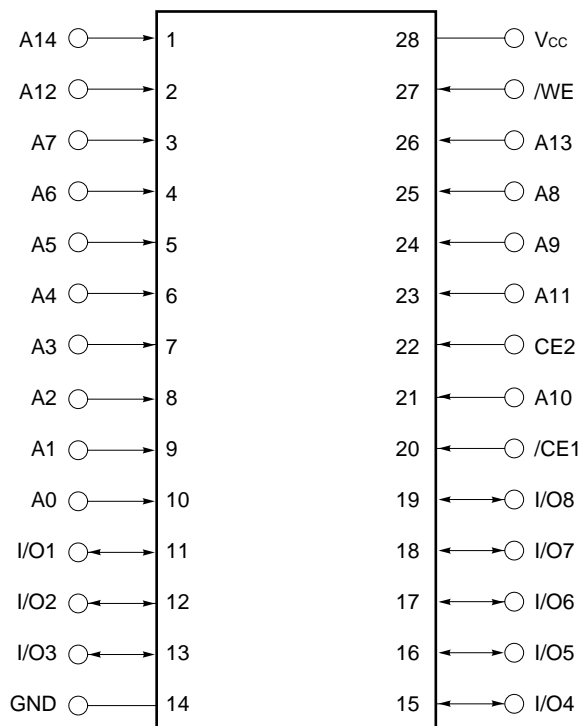 A14 1 28 Vcc
A12 2 27 /WE
A7 3 26 A13
A6 4 25 A8
A5 5 24 A9
A4 6 23 A11
A3 7 22 CE2
A2 8 21 A10
A1 9 20 /CE1
A0 10 19 I/O8
I/O1 11 18 I/O7
I/O2 12 17 I/O6
I/O3 13 16 I/O5
GND 14 15 I/O4